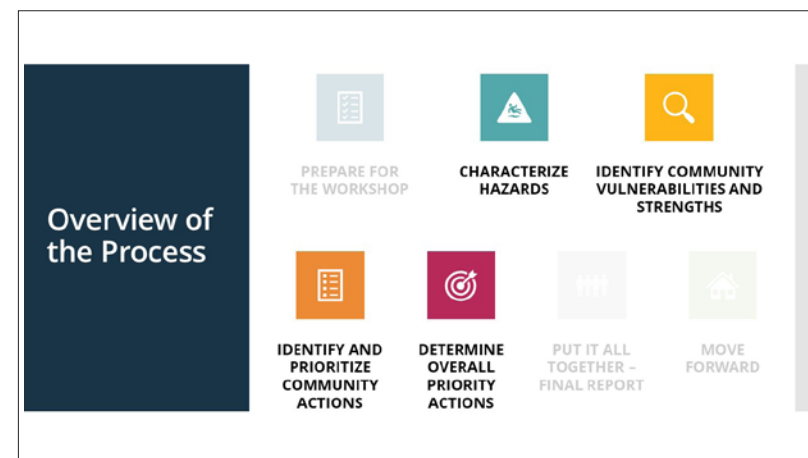 Overview of
the Process
PREPARE FOR
THE WORKSHOP
CHARACTERIZE
HAZARDS
IDENTIFY COMMUNITY
VULNERABILITIES AND
STRENGTHS
IDENTIFY AND
PRIORITIZE
COMMUNITY
ACTIONS
DETERMINE
OVERALL
PRIORITY
ACTIONS
PUT IT ALL
TOGETHER –
FINAL REPORT
MOVE
FORWARD